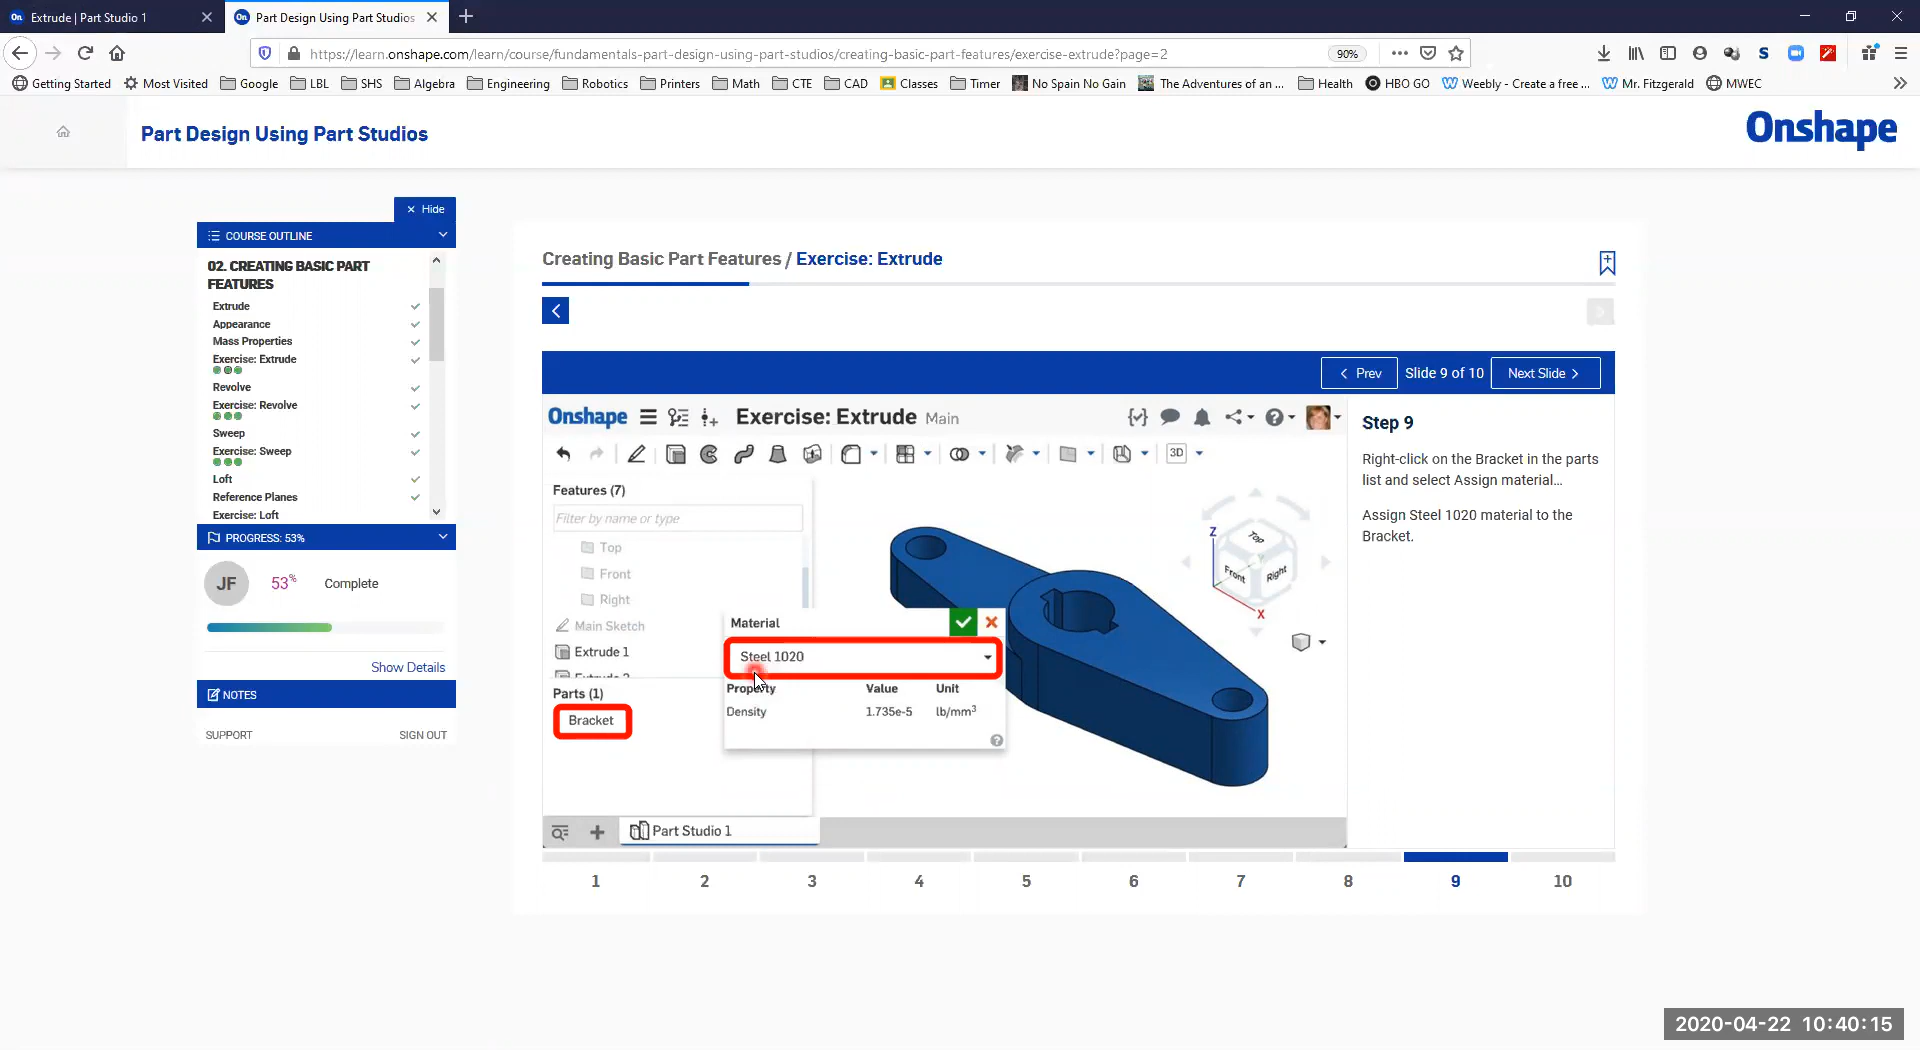 Extrude | Part Studio 1
Part Design Using Part Studios
https://learn.onshape.com/learn/course/fundamentals-part-design-using-part-studios/creating-basic-part-features/exercise-extrude?page=2
90%
Getting Started
Most Visited
Google
LBL
SHS
Algebra
Engineering
Robotics
Printers
Math
CTE
CAD
Classes
Timer
No Spain No Gain
The Adventures of an ...
Health
HBO GO
Weebly - Create a free ...
Mr. Fitzgerald
MWEC
Part Design Using Part Studios
Onshape
Hide
COURSE OUTLINE
02. CREATING BASIC PART
FEATURES
Extrude
Appearance
Mass Properties
Exercise: Extrude
Revolve
Exercise: Revolve
Sweep
Exercise: Sweep
Loft
Reference Planes
Exercise: Loft
PROGRESS: 53%
JF
53%
Complete
Show Details
NOTES
SUPPORT
SIGN OUT
Creating Basic Part Features / Exercise: Extrude
Prev
Slide 9 of 10
Next Slide
Onshape
Exercise: Extrude Main
3D
Features (7)
Filter by name or type
Top
Front
Right
Main Sketch
Extrude 1
Parts (1)
Bracket
Material
Steel 1020
Property Value Unit
Density 1.735e-5 lb/mm3
Z
Top
Front
Right
X
Part Studio 1
Step 9
Right-click on the Bracket in the parts
list and select Assign material...
Assign Steel 1020 material to the
Bracket.
1 2 3 4 5 6 7 8 9 10
2020-04-22 10:40:15